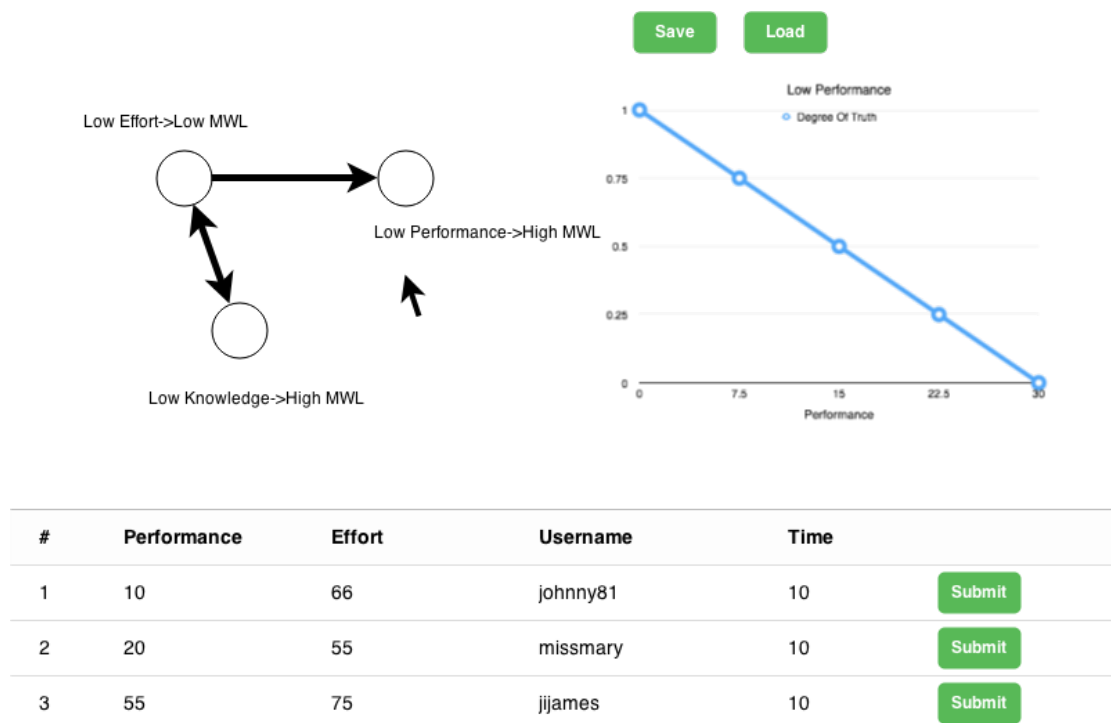 Save Load
Low Performance
Degree Of Truth
Low Effort->Low MWL
Low Performance->High MWL
Low Knowledge->High MWL
1
0.75
0.5
0.25
0
0 7.5 15 22.5 30
Performance
# Performance Effort Username Time
1 10 66 johnny81 10 Submit
2 20 55 missmary 10 Submit
3 55 75 jijames 10 Submit